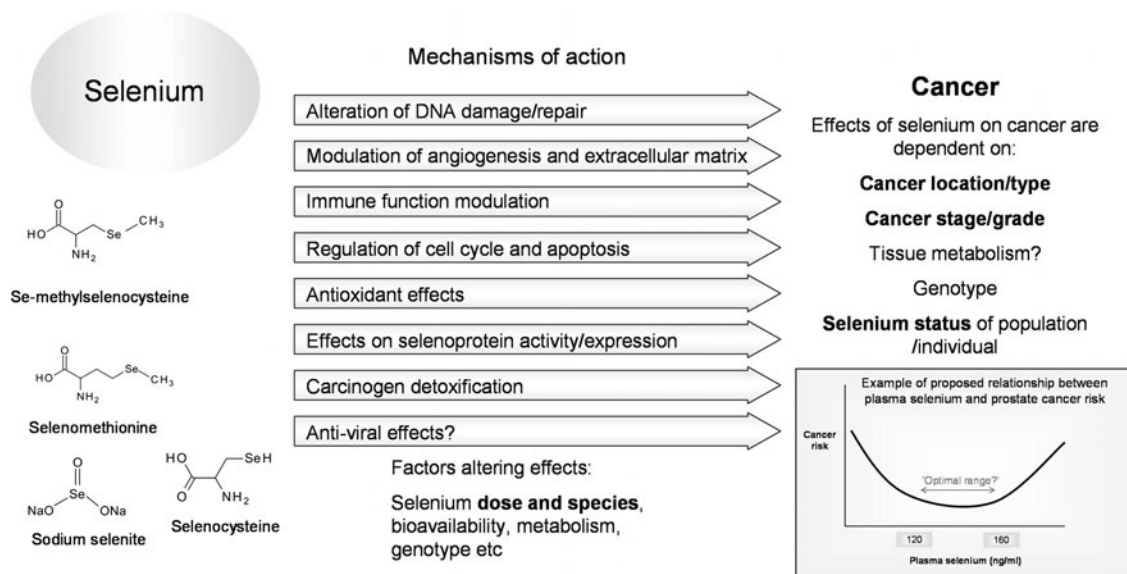 Selenium
O
HO
NH2
Se
CH3
Se-methylselenocysteine
O
HO
NH2
Se
CH3
Selenomethionine
O
Se
NaO
ONa
Sodium selenite
HO
O
SeH
NH2
Selenocysteine
Mechanisms of action
Alteration of DNA damage/repair
Modulation of angiogenesis and extracellular matrix
Immune function modulation
Regulation of cell cycle and apoptosis
Antioxidant effects
Effects on selenoprotein activity/expression
Carcinogen detoxification
Anti-viral effects?
Factors altering effects:
Selenium dose and species,
bioavailability, metabolism,
genotype etc
Cancer
Effects of selenium on cancer are
dependent on:
Cancer location/type
Cancer stage/grade
Tissue metabolism?
Genotype
Selenium status of population
/individual
Example of proposed relationship between
plasma selenium and prostate cancer risk
Cancer
risk
'Optimal range?'
120
160
Plasma selenium (ng/ml)